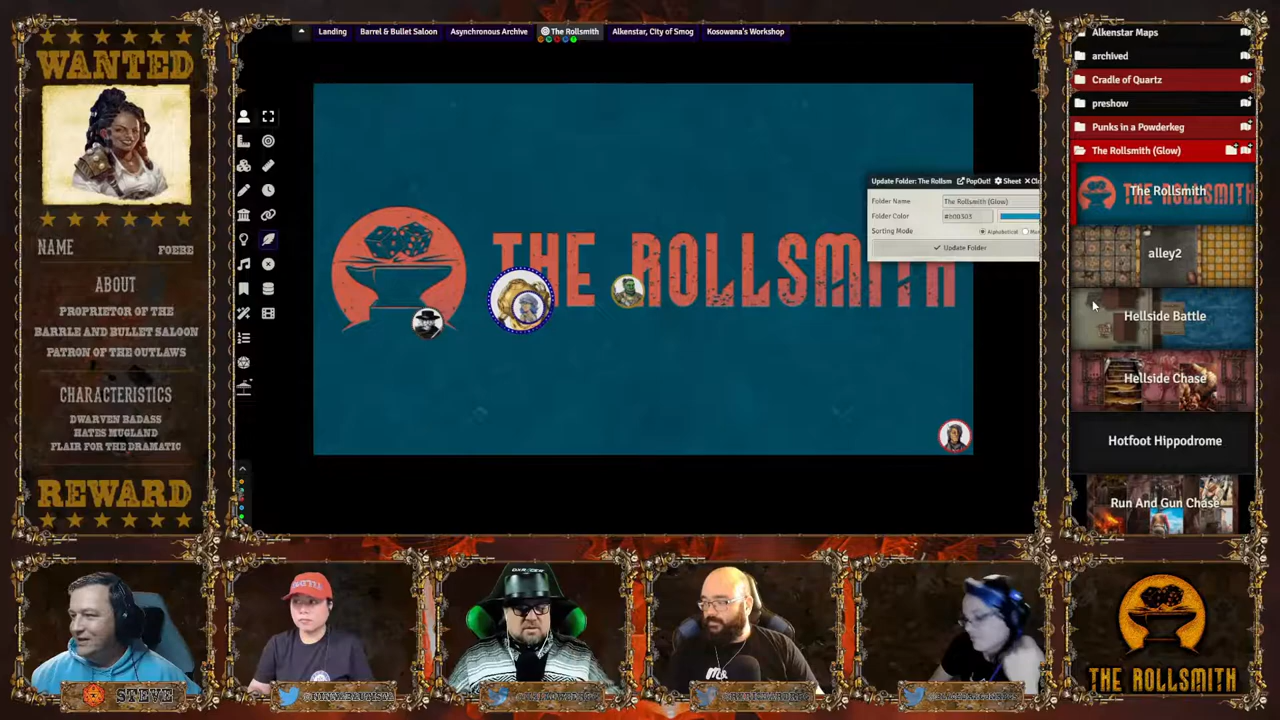 WANTED
NAME
FOEBE
ABOUT
PROPRIETOR OF THE
BARRLE AND BULLET SALOON
PATRON OF THE OUTLAWS
CHARACTERISTICS
DWARVEN BADASS
HATES MUGLAND
FLAIR FOR THE DRAMATIC
REWARD
Landing
Barrel & Bullet Saloon
Asynchronous Archive
The Rollsmith
Alkenstar, City of Smog
Kosowana's Workshop
THE ROLLSMITH
Update Folder: The Rollsm
PopOut!
Sheet
Folder Name
The Rollsmith (Glow)
Folder Color
Sorting Mode
Alphabetical
Update Folder
Alkenstar Maps
archived
Cradle of Quartz
preshow
Punks in a Powderkeg
The Rollsmith (Glow)
The Rollsmith
alley2
Hellside Battle
Hellside Chase
Hotfoot Hippodrome
Run And Gun Chase
STEVE
THE ROLLSMITH